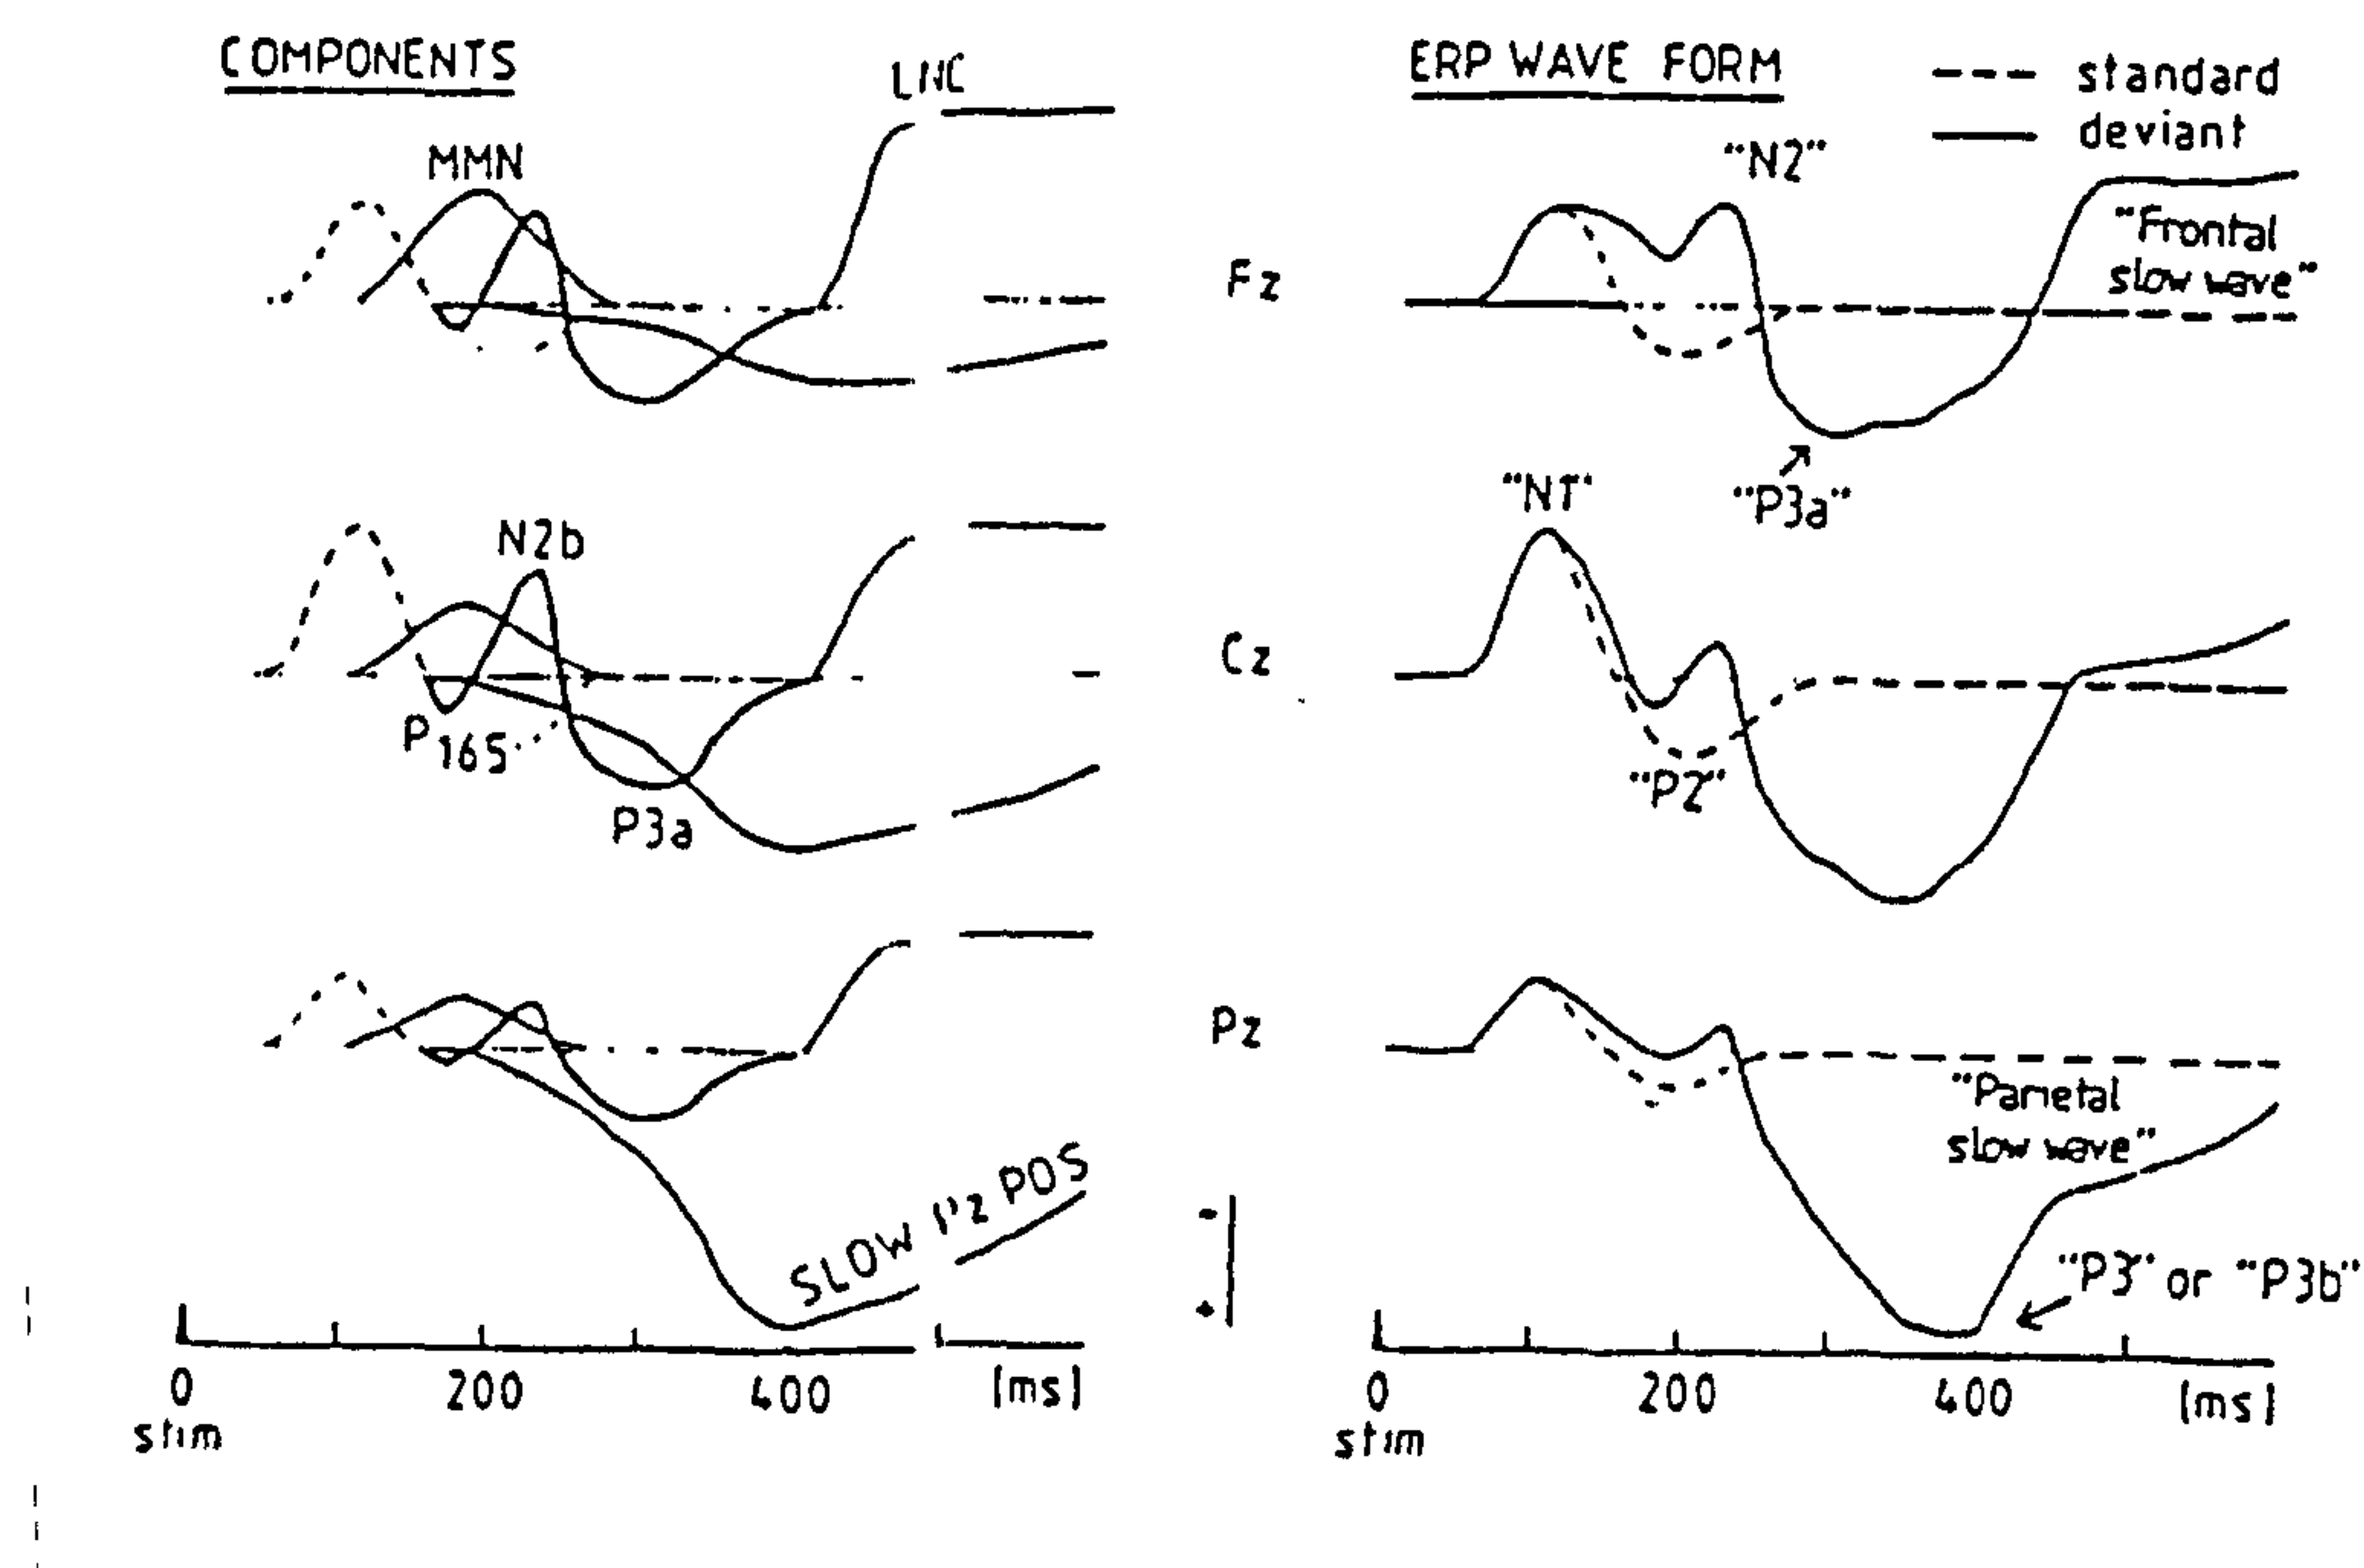 COMPONENTS
LNC
MMN
N2b
P165
P3a
SLOW Pz POS
0
200
400
[ms]
stim
ERP WAVE FORM
standard
deviant
"N2"
Fz
"Frontal
slow wave"
"P3a"
"N1"
Cz
"P2"
Pz
"Parietal
slow wave"
-
+
"P3" or "P3b"
0
200
400
[ms]
stim